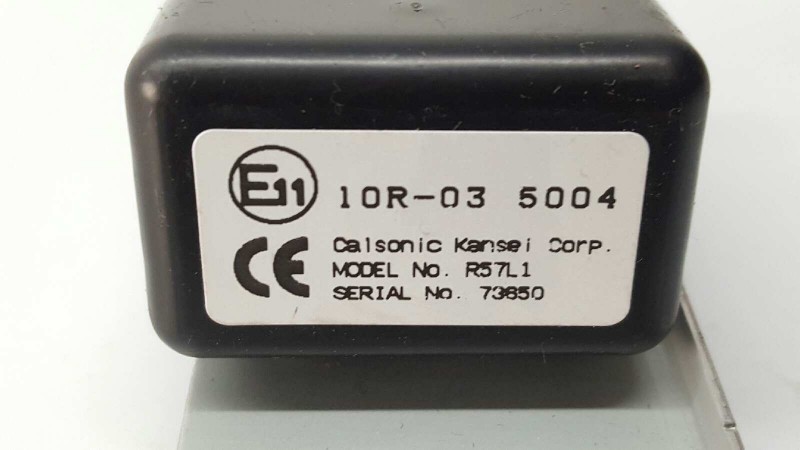 E11 10R-03 5004
CE Calsonic Kansei Corp.
MODEL No. R57L1
SERIAL No. 73650